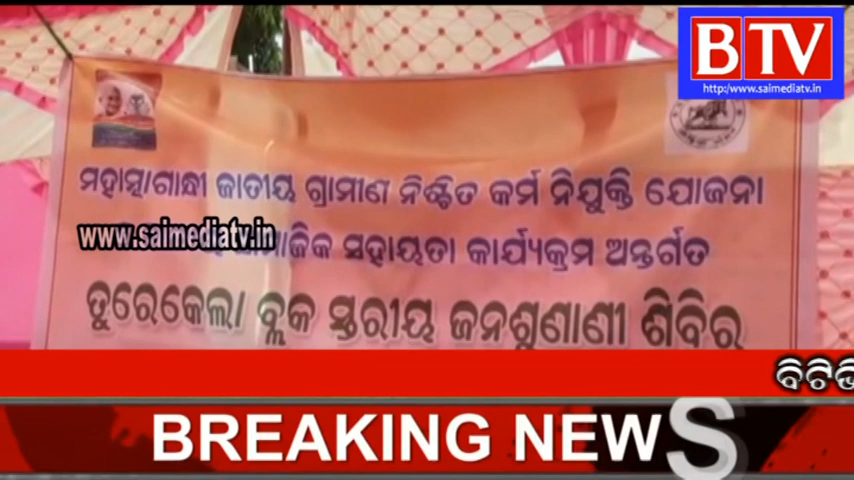 BTV
http:/www.saimediatv.in
ମହାତ୍ମାଗାନ୍ଧୀ ଜାତୀୟ ଗ୍ରାମୀଣ ନିଶ୍ଚିତ କର୍ମ ନିଯୁକ୍ତି ଯୋଜନା
www.saimediatv.in
ସହାୟତା କାର୍ଯ୍ୟକ୍ରମ ଅନ୍ତର୍ଗତ
ତୁରେକେଲା ବ୍ଲକ ସ୍ତରୀୟ ଜନଶୁଣାଣୀ ଶିବିର
ବିଟିଭି
BREAKING NEWS